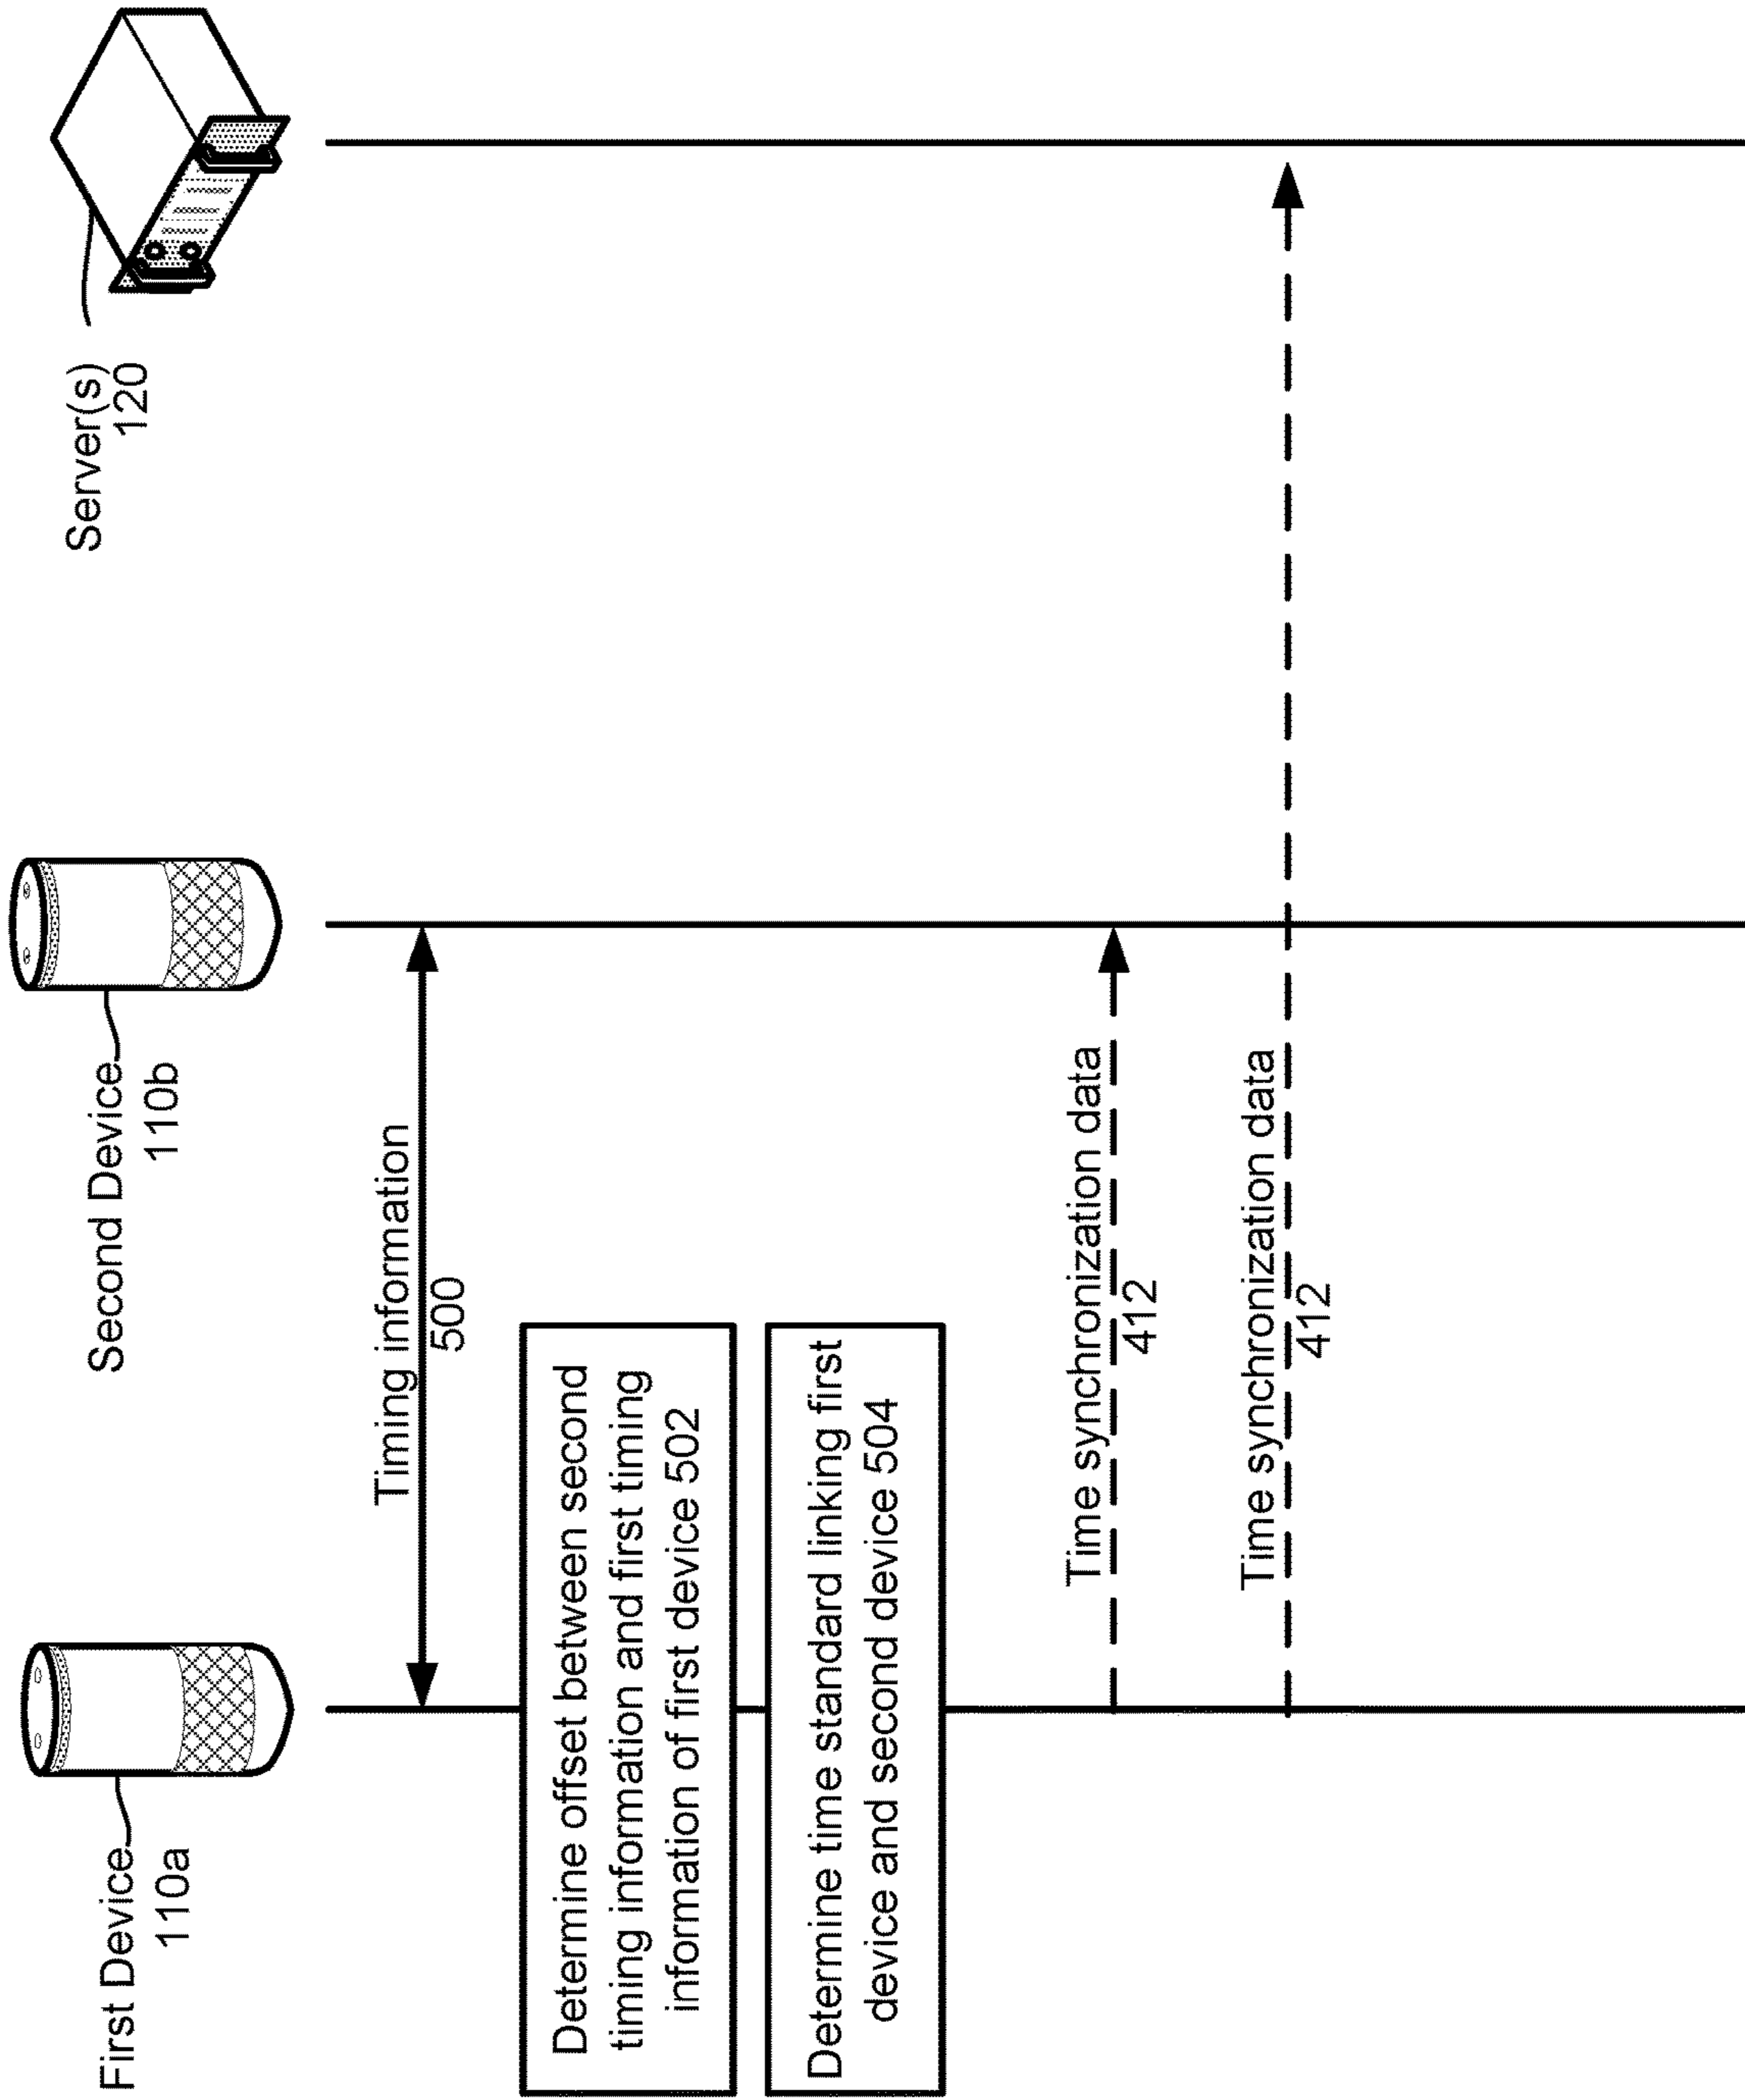 First Device
110a
Second Device
110b
Server(s)
120
Timing information
500
Determine offset between second
timing information and first timing
information of first device 502
Determine time standard linking first
device and second device 504
Time synchronization data
412
Time synchronization data
412